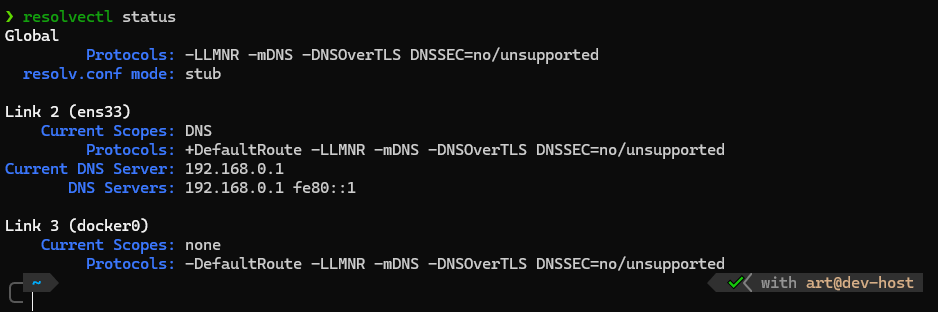 ❯ resolvectl status
Global
Protocols: -LLMNR -mDNS -DNSOverTLS DNSSEC=no/unsupported
resolv.conf mode: stub
Link 2 (ens33)
Current Scopes: DNS
Protocols: +DefaultRoute -LLMNR -mDNS -DNSOverTLS DNSSEC=no/unsupported
Current DNS Server: 192.168.0.1
DNS Servers: 192.168.0.1 fe80::1
Link 3 (docker0)
Current Scopes: none
Protocols: -DefaultRoute -LLMNR -mDNS -DNSOverTLS DNSSEC=no/unsupported
~ ✔ with art@dev-host